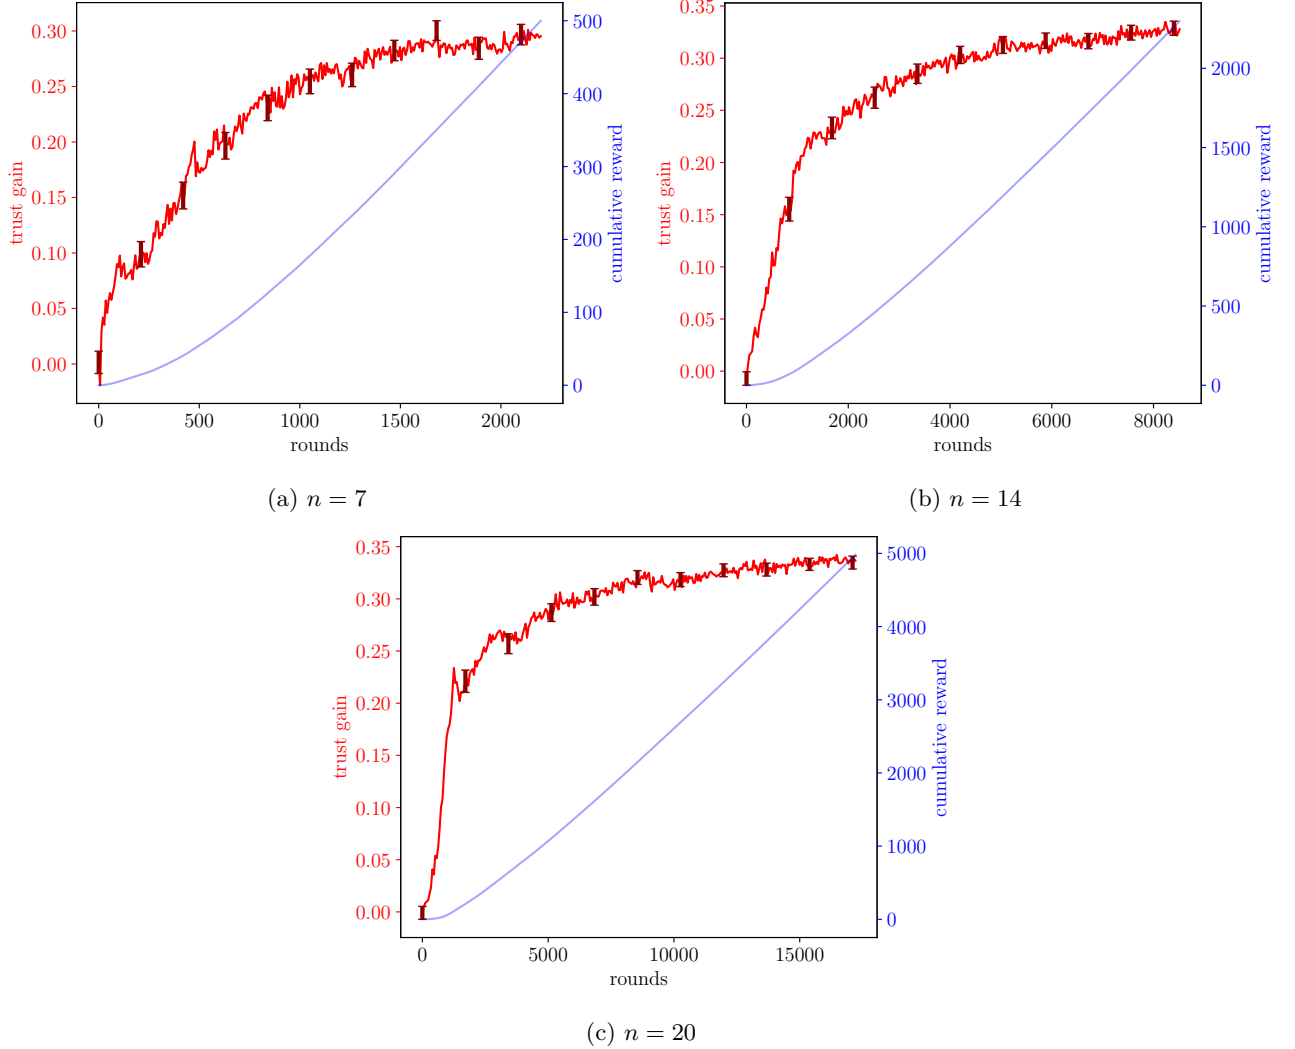 0.30
0.25
0.20
0.15
0.10
0.05
0.00
trust gain
500
400
300
200
100
0
cumulative reward
0 500 1000 1500 2000
rounds
(a) n = 7
0.35
0.30
0.25
0.20
0.15
0.10
0.05
0.00
trust gain
2000
1500
1000
500
0
cumulative reward
0 2000 4000 6000 8000
rounds
(b) n = 14
0.35
0.30
0.25
0.20
0.15
0.10
0.05
0.00
trust gain
5000
4000
3000
2000
1000
0
cumulative reward
0 5000 10000 15000
rounds
(c) n = 20